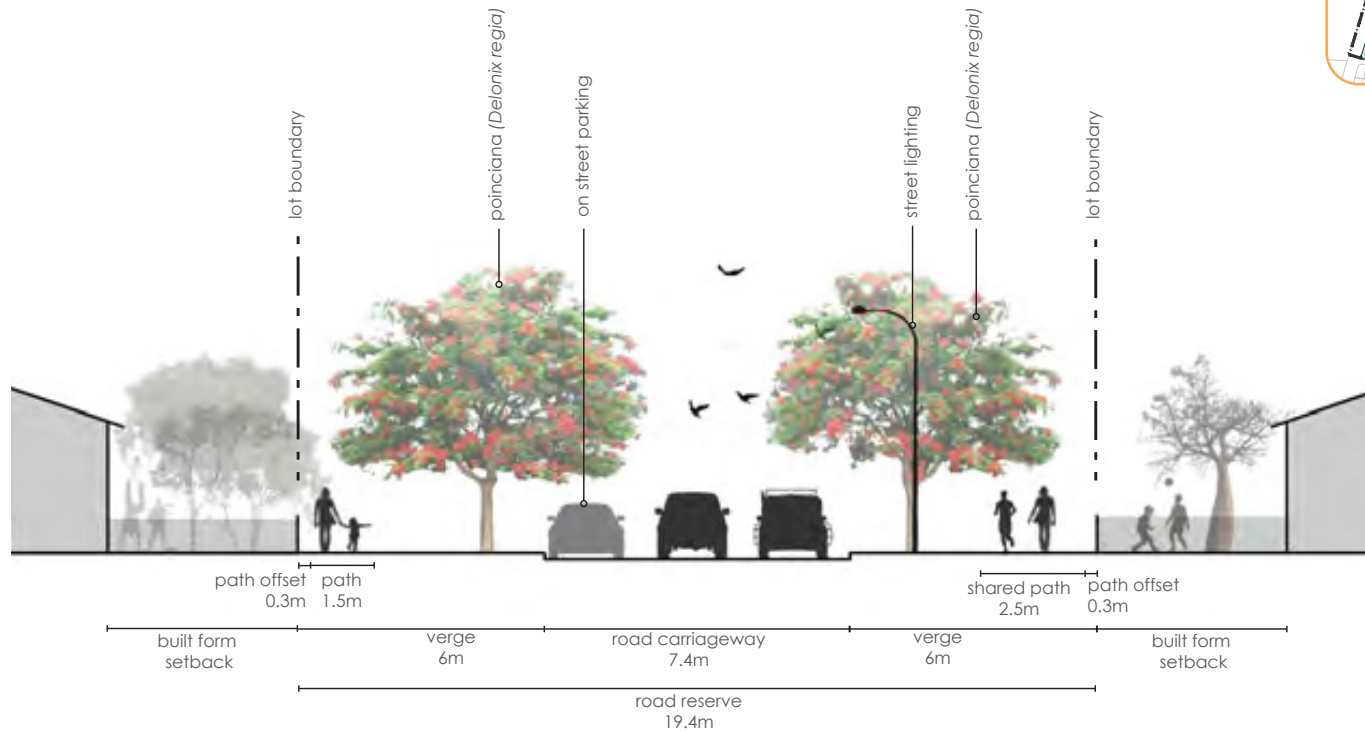 lot boundary
poinciana (Delonix regia)
on street parking
street lighting
poinciana (Delonix regia)
lot boundary
path offset
0.3m
path
1.5m
shared path
2.5m
path offset
0.3m
built form
setback
verge
6m
road carriageway
7.4m
verge
6m
built form
setback
road reserve
19.4m